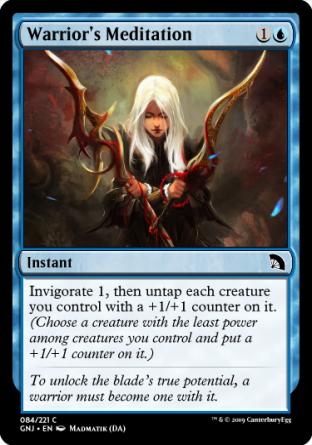 Warrior's Meditation 1
Instant
Invigorate 1, then untap each creature
you control with a +1/+1 counter on it.
(Choose a creature with the least power
among creatures you control and put a
+1/+1 counter on it.)
To unlock the blade's true potential, a
warrior must become one with it.
084/221 C
GNJ • EN MADMATIK (DA)
™ & © 2019 CanterburyEgg